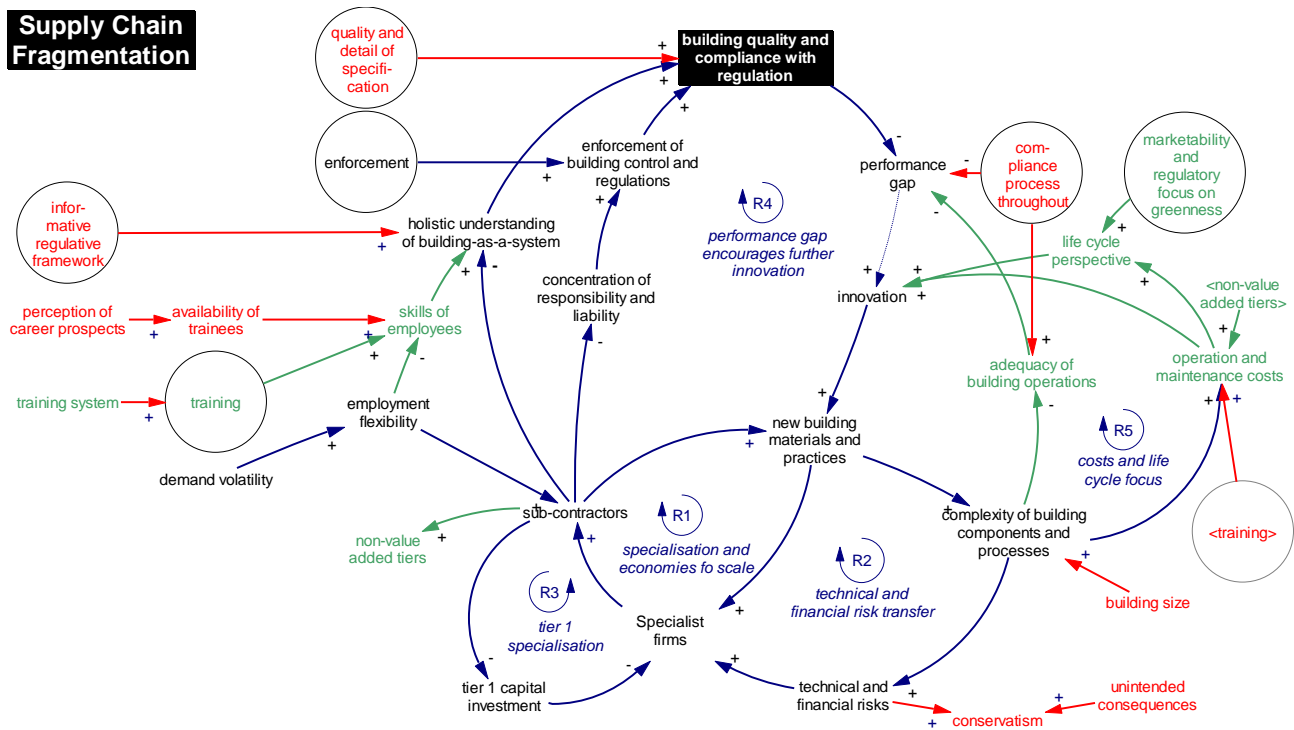 Supply Chain
Fragmentation
quality and
detail of
specifi-
cation
+
+
+
building quality and
compliance with
regulation
enforcement
+
enforcement of
building control and
regulations
+
+
-
performance
gap
-
-
com-
pliance
process
throughout
marketability
and
regulatory
focus on
greenness
+
life cycle
perspective
+
infor-
mative
regulative
framework
+
holistic understanding
of building-as-a-system
+
-
R4
performance gap
encourages further
innovation
concentration of
responsibility and
liability
-
+
+
+
innovation
<non-value
added tiers>
+
perception of
career prospects
+
availability of
trainees
+
skills of
employees
+
-
+
adequacy of
building operations
-
operation and
maintenance costs
+
+
training system
+
training
employment
flexibility
+
demand volatility
+
new building
materials and
practices
+
R5
costs and life
cycle focus
+
sub-contractors
+
non-value
added tiers
+
R1
specialisation and
economies fo scale
+
complexity of building
components and
processes
+
<training>
R3
tier 1
specialisation
R2
technical and
financial risk transfer
building size
Specialist
firms
+
-
+
-
tier 1 capital
investment
technical and
financial risks
+
+
conservatism
+
unintended
consequences